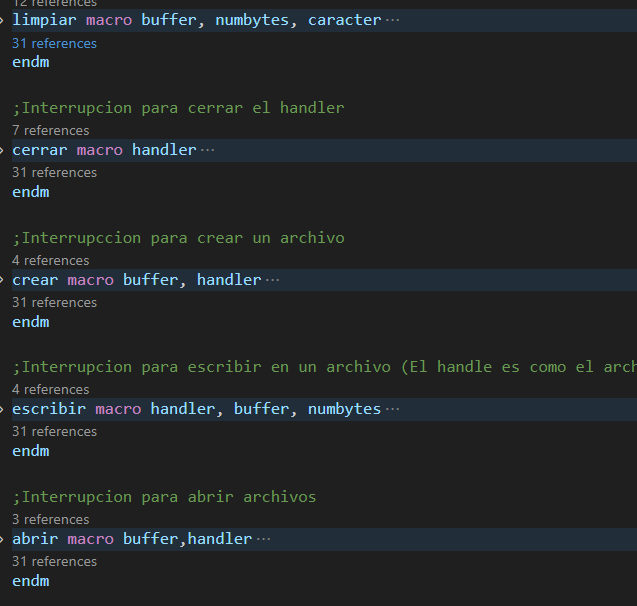 12 references
limpiar macro buffer, numbytes, caracter···
31 references
endm
;Interrupcion para cerrar el handler
7 references
cerrar macro handler···
31 references
endm
;Interrupccion para crear un archivo
4 references
crear macro buffer, handler···
31 references
endm
;Interrupcion para escribir en un archivo (El handle es como el arch
4 references
escribir macro handler, buffer, numbytes···
31 references
endm
;Interrupcion para abrir archivos
3 references
abrir macro buffer,handler···
31 references
endm